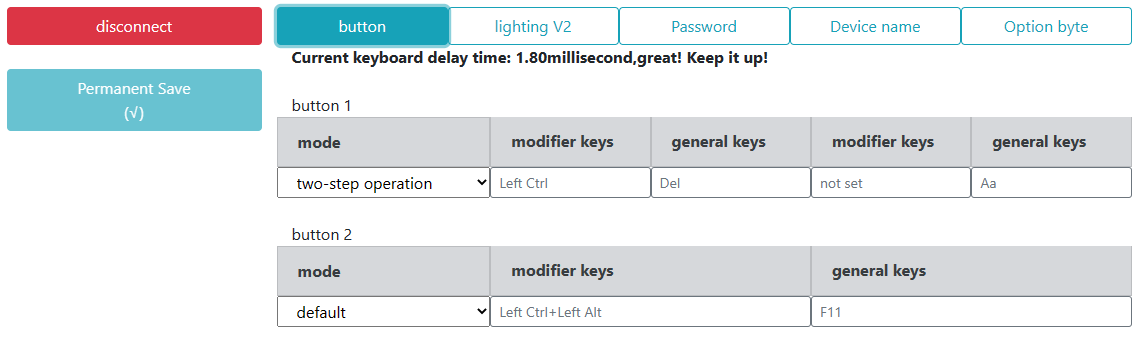 disconnect
button
lighting V2
Password
Device name
Option byte
Current keyboard delay time: 1.80millisecond,great! Keep it up!
Permanent Save
(√)
button 1
mode modifier keys general keys modifier keys general keys
two-step operation Left Ctrl Del not set Aa
button 2
mode modifier keys general keys
default Left Ctrl+Left Alt F11